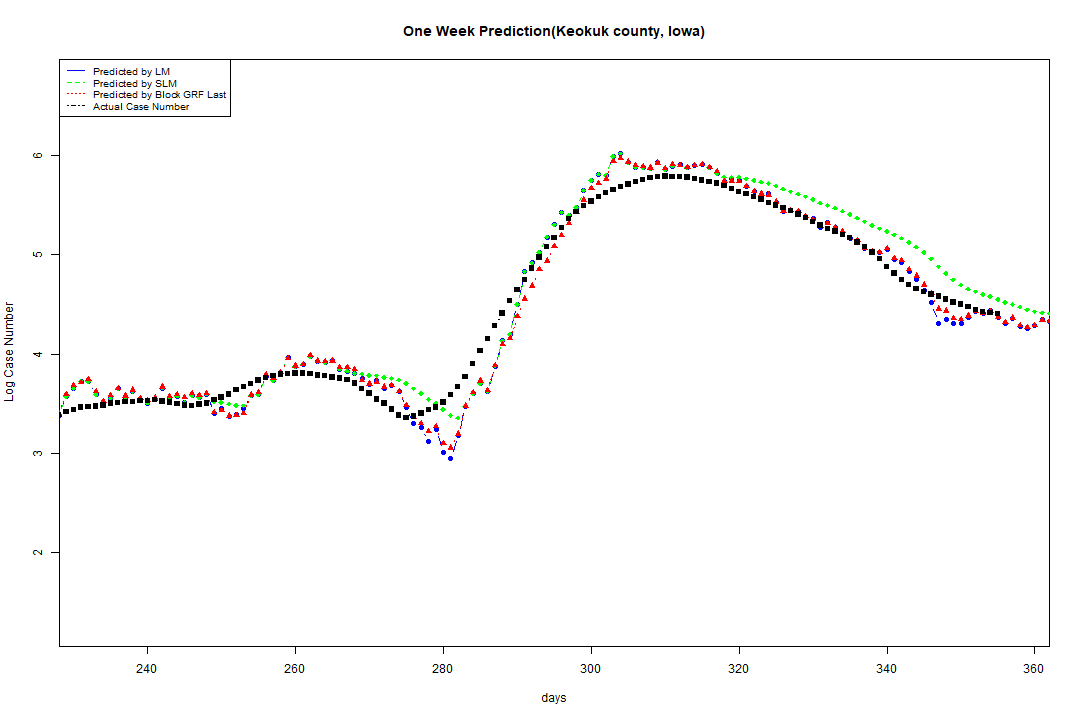 One Week Prediction(Keokuk county, Iowa)
Predicted by LM
Predicted by SLM
Predicted by Block GRF Last
Actual Case Number
Log Case Number
6
5
4
3
2
240 260 280 300 320 340 360
days